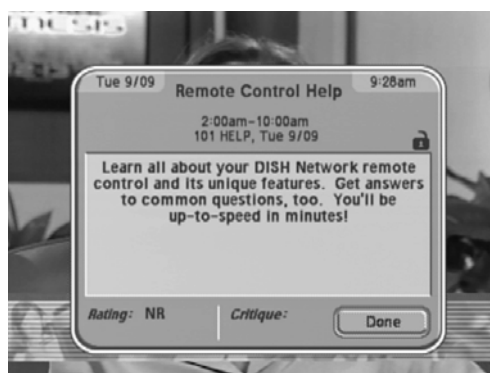 Tue 9/09
Remote Control Help
9:28am
2:00am-10:00am
101 HELP, Tue 9/09
Learn all about your DISH Network remote
control and its unique features. Get answers
to common questions, too. You'll be
up-to-speed in minutes!
Rating: NR
Critique:
Done